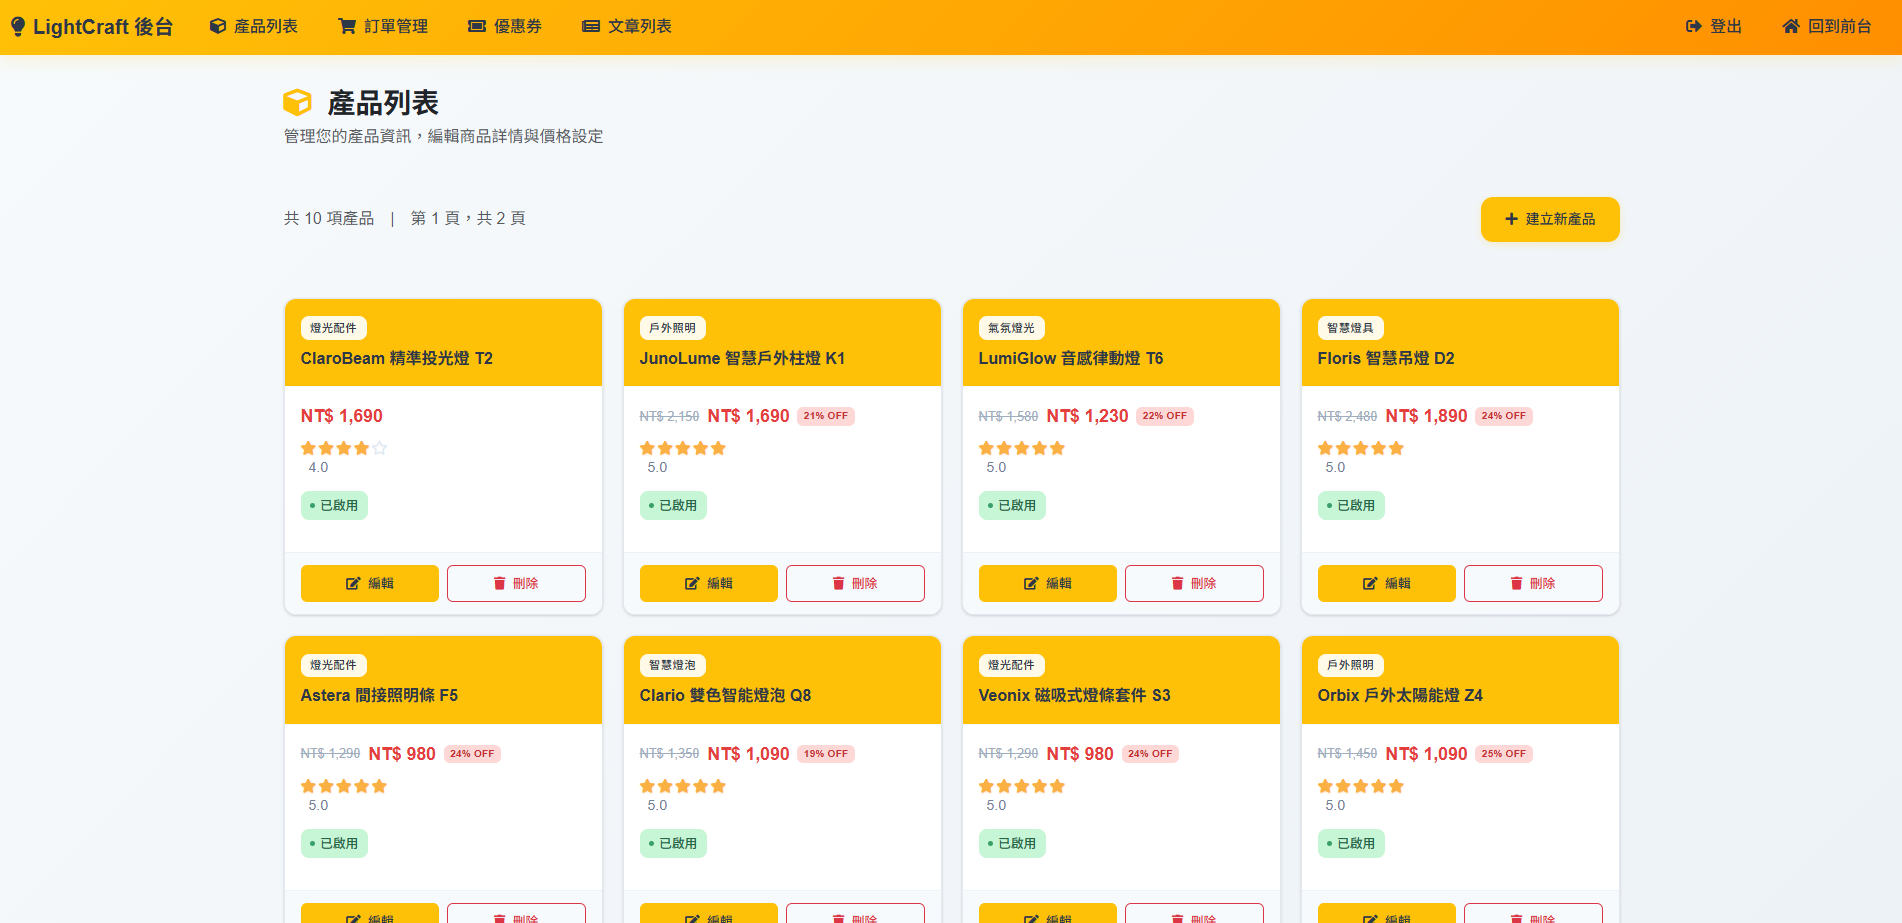 LightCraft 後台 產品列表 訂單管理 優惠券 文章列表 登出 回到前台
產品列表
管理您的產品資訊，編輯商品詳情與價格設定
共 10 項產品 | 第 1 頁，共 2 頁
建立新產品
燈光配件
ClaroBeam 精準投光燈 T2
NT$ 1,690
4.0
已啟用
編輯 刪除
戶外照明
JunoLume 智慧戶外柱燈 K1
NT$ 2,150 NT$ 1,690 21% OFF
5.0
已啟用
編輯 刪除
氣氛燈光
LumiGlow 音感律動燈 T6
NT$ 1,580 NT$ 1,230 22% OFF
5.0
已啟用
編輯 刪除
智慧燈具
Floris 智慧吊燈 D2
NT$ 2,480 NT$ 1,890 24% OFF
5.0
已啟用
編輯 刪除
燈光配件
Astera 間接照明條 F5
NT$ 1,290 NT$ 980 24% OFF
5.0
已啟用
編輯 刪除
智慧燈泡
Clario 雙色智能燈泡 Q8
NT$ 1,350 NT$ 1,090 19% OFF
5.0
已啟用
編輯 刪除
燈光配件
Veonix 磁吸式燈條套件 S3
NT$ 1,290 NT$ 980 24% OFF
5.0
已啟用
編輯 刪除
戶外照明
Orbix 戶外太陽能燈 Z4
NT$ 1,450 NT$ 1,090 25% OFF
5.0
已啟用
編輯 刪除